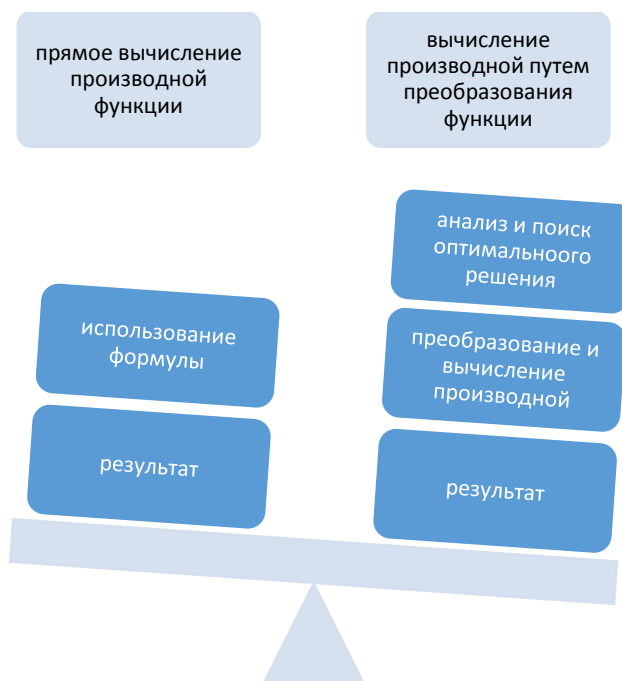 прямое вычисление
производной
функции
вычисление
производной путем
преобразования
функции
использование
формулы
результат
анализ и поиск
оптимальноого
решения
преобразование и
вычисление
производной
результат